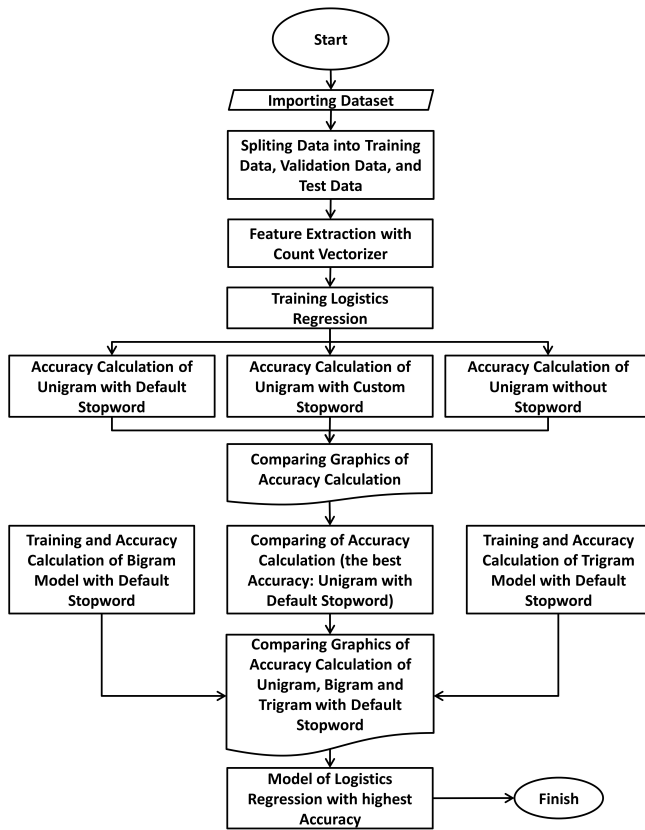 Start
Importing Dataset
Spliting Data into Training
Data, Validation Data, and
Test Data
Feature Extraction with
Count Vectorizer
Training Logistics
Regression
Accuracy Calculation of
Unigram with Default
Stopword
Accuracy Calculation of
Unigram with Custom
Stopword
Accuracy Calculation of
Unigram without
Stopword
Comparing Graphics of
Accuracy Calculation
Training and Accuracy
Calculation of Bigram
Model with Default
Stopword
Comparing of Accuracy
Calculation (the best
Accuracy: Unigram with
Default Stopword)
Training and Accuracy
Calculation of Trigram
Model with Default
Stopword
Comparing Graphics of
Accuracy Calculation of
Unigram, Bigram and
Trigram with Default
Stopword
Model of Logistics
Regression with highest
Accuracy
Finish